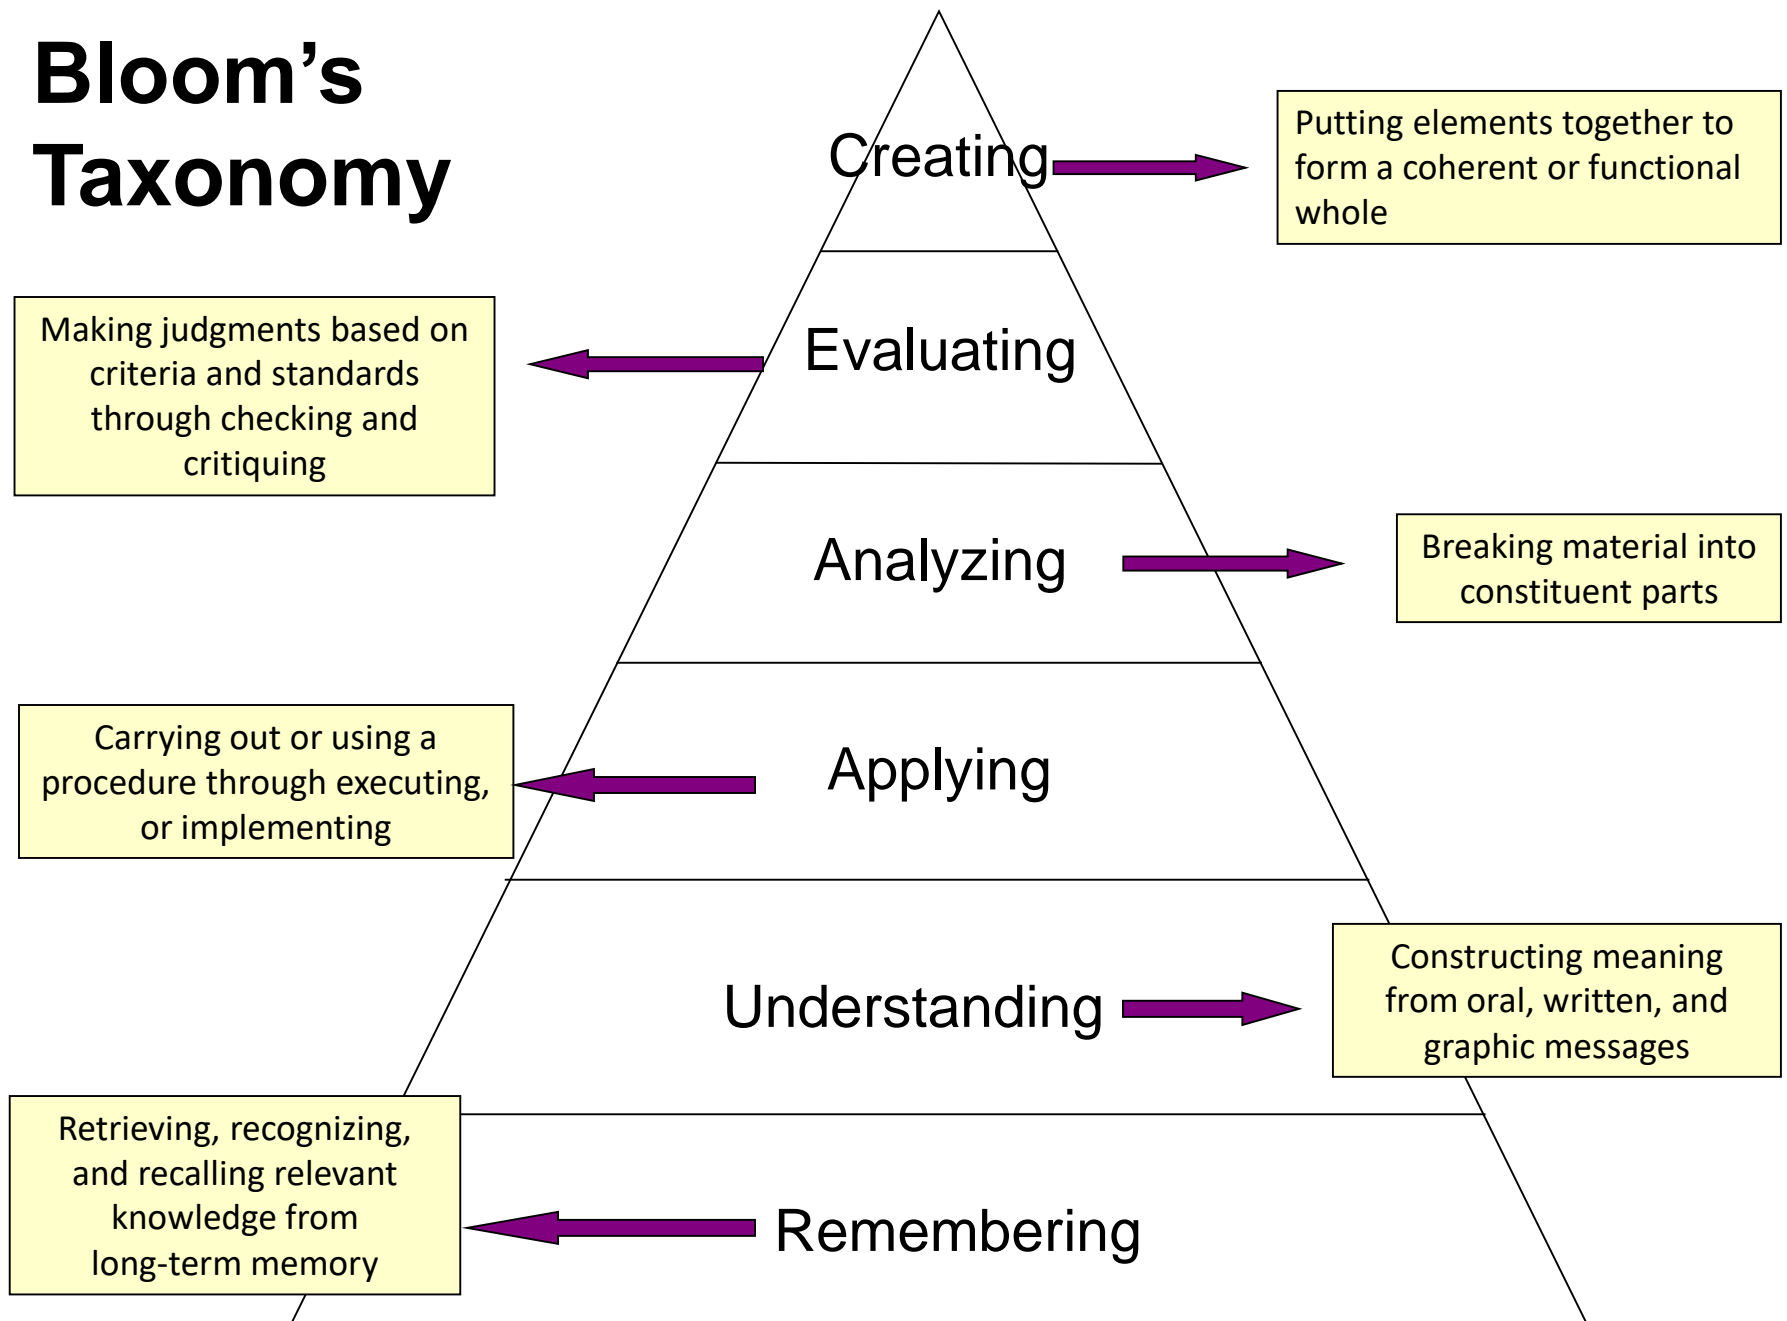 Bloom’s
Taxonomy
Creating
Putting elements together to
form a coherent or functional
whole
Making judgments based on
criteria and standards
through checking and
critiquing
Evaluating
Analyzing
Breaking material into
constituent parts
Carrying out or using a
procedure through executing,
or implementing
Applying
Understanding
Constructing meaning
from oral, written, and
graphic messages
Retrieving, recognizing,
and recalling relevant
knowledge from
long-term memory
Remembering